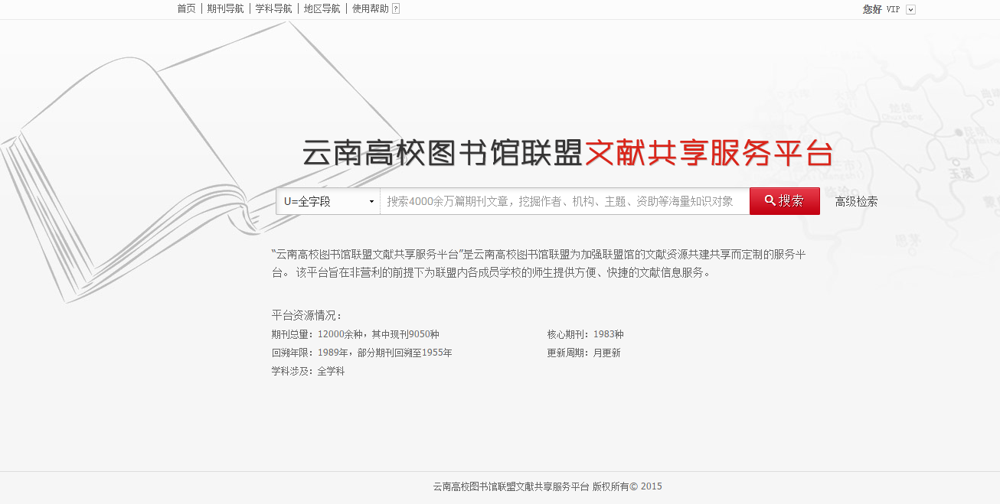 首页 | 期刊导航 | 学科导航 | 地区导航 | 使用帮助 ?
您好 VIP
云南高校图书馆联盟文献共享服务平台
U=全字段
搜索4000余万篇期刊文章，挖掘作者、机构、主题、资助等海量知识对象
搜索
高级检索
“云南高校图书馆联盟文献共享服务平台”是云南高校图书馆联盟为加强联盟馆的文献资源共建共享而定制的服务平
台。 该平台旨在非营利的前提下为联盟内各成员学校的师生提供方便、快捷的文献信息服务。
平台资源情况：
期刊总量：12000余种，其中现刊9050种
核心期刊：1983种
回溯年限：1989年，部分期刊回溯至1955年
更新周期：月更新
学科涉及：全学科
云南高校图书馆联盟文献共享服务平台 版权所有© 2015